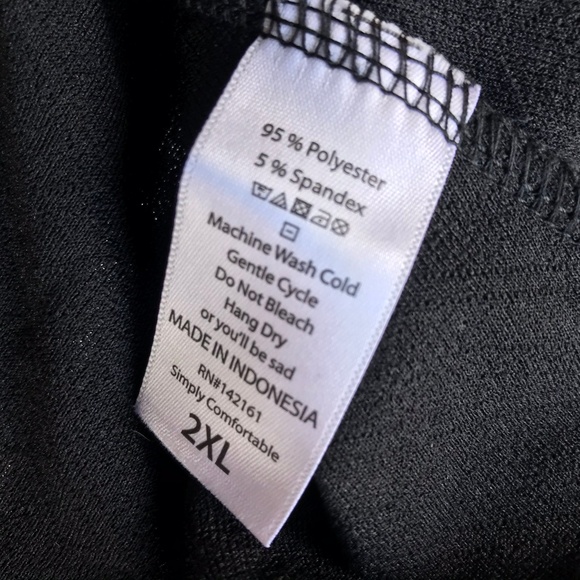 95 % Polyester
5 % Spandex
Machine Wash Cold
Gentle Cycle
Do Not Bleach
Hang Dry
or you'll be sad
MADE IN INDONESIA
RN#142161
Simply Comfortable
2XL